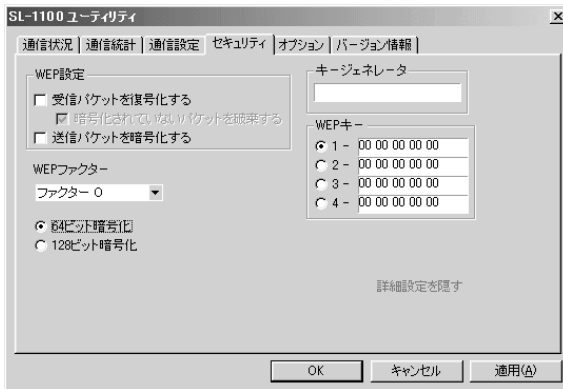 SL-1100 ユーティリティ
通信状況 通信統計 通信設定 セキュリティ オプション バージョン情報
WEP設定
受信パケットを復号化する
暗号化されていないパケットを破棄する
送信パケットを暗号化する
WEPファクター
ファクター 0
64ビット暗号化
128ビット暗号化
キージェネレータ
WEPキー
1 - 00 00 00 00 00
2 - 00 00 00 00 00
3 - 00 00 00 00 00
4 - 00 00 00 00 00
詳細設定を隠す
OK キャンセル 適用(A)